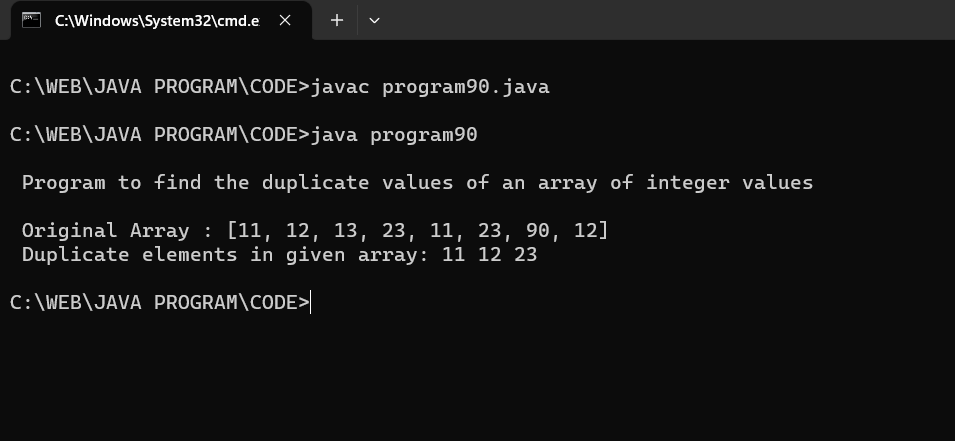 C:\Windows\System32\cmd.e
C:\WEB\JAVA PROGRAM\CODE>javac program90.java
C:\WEB\JAVA PROGRAM\CODE>java program90
Program to find the duplicate values of an array of integer values
Original Array : [11, 12, 13, 23, 11, 23, 90, 12]
Duplicate elements in given array: 11 12 23
C:\WEB\JAVA PROGRAM\CODE>